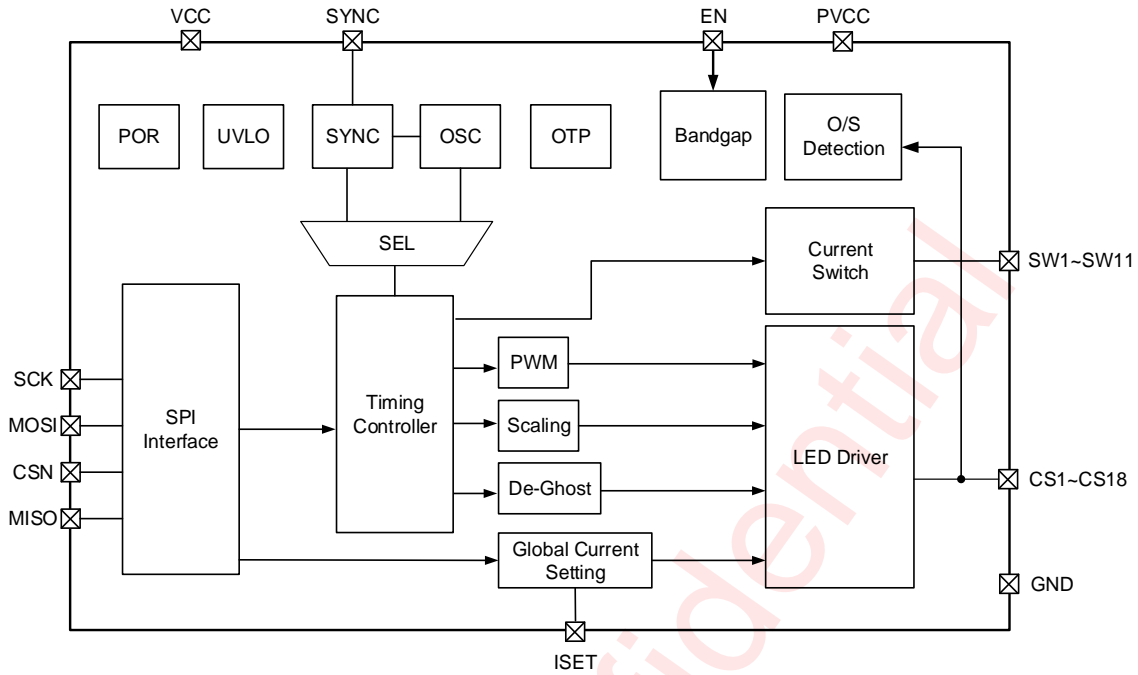 VCC
SYNC
EN
PVCC
POR
UVLO
SYNC
OSC
OTP
Bandgap
O/S
Detection
SEL
Current
Switch
SW1~SW11
SCK
MOSI
CSN
MISO
SPI
Interface
Timing
Controller
PWM
Scaling
De-Ghost
Global Current
Setting
LED Driver
CS1~CS18
GND
ISET
fidential